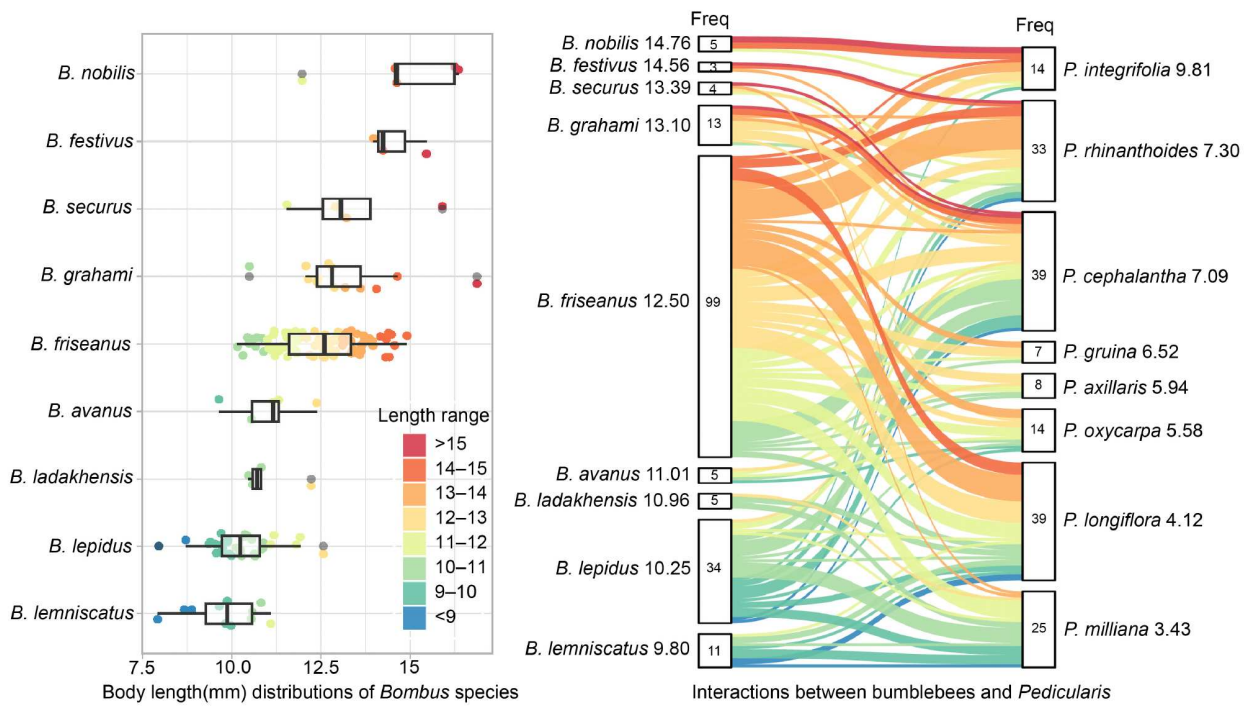 B. nobilis
B. festivus
B. securus
B. grahami
B. friseanus
B. avanus
B. ladakhensis
B. lepidus
B. lemniscatus
7.5 10.0 12.5 15
Body length(mm) distributions of Bombus species
Length range
>15
14–15
13–14
12–13
11–12
10–11
9–10
<9
Freq
B. nobilis 14.76 5
B. festivus 14.56 3
B. securus 13.39 4
B. grahami 13.10 13
B. friseanus 12.50 99
B. avanus 11.01 5
B. ladakhensis 10.96 5
B. lepidus 10.25 34
B. lemniscatus 9.80 11
Freq
14 P. integrifolia 9.81
33 P. rhinanthoides 7.30
39 P. cephalantha 7.09
7 P. gruina 6.52
8 P. axillaris 5.94
14 P. oxycarpa 5.58
39 P. longiflora 4.12
25 P. milliana 3.43
Interactions between bumblebees and Pedicularis